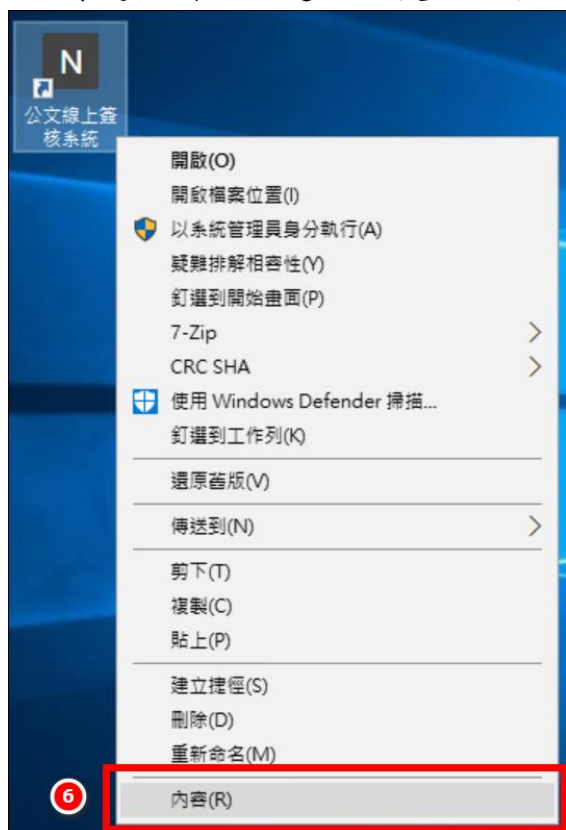 N
公文線上簽
核系統
開啟(O)
開啟檔案位置(I)
以系統管理員身分執行(A)
疑難排解相容性(Y)
釘選到開始畫面(P)
7-Zip
CRC SHA
使用 Windows Defender 掃描...
釘選到工作列(K)
還原舊版(V)
傳送到(N)
剪下(T)
複製(C)
貼上(P)
建立捷徑(S)
刪除(D)
重新命名(M)
6
內容(R)